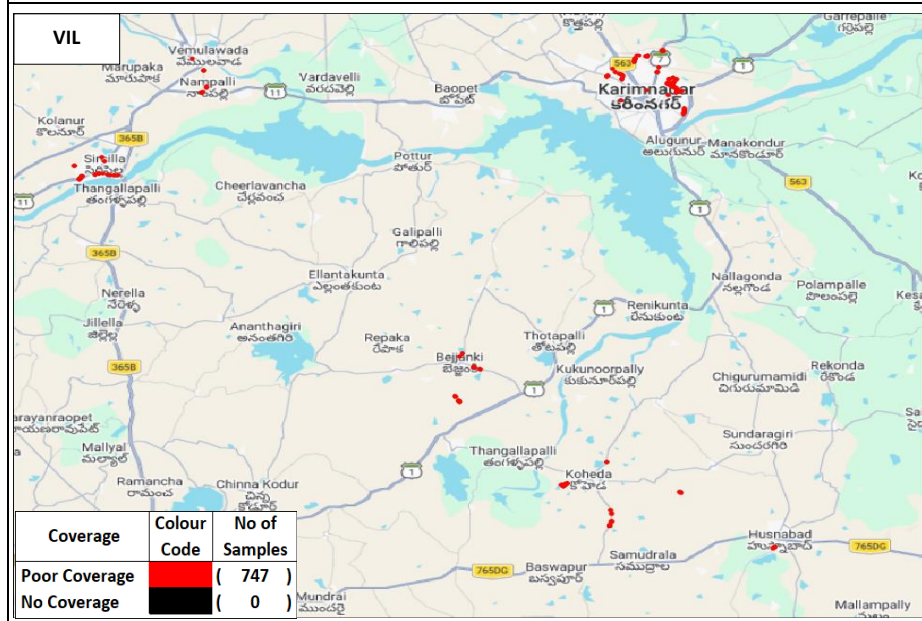 VIL
Vemulawada
వేములవాడ
Marupaka
మారుపాక
Nampalli
Vardavelli
వరదవెల్లి
11
Baopet
బోపేట్
కొత్తపల్లి
Garrepalle
గర్రెపల్లె
563
1
Karimnagar
కరీంనగర్
Kolanur
కొలనూర్
365B
Sircilla
సిరిసిల్ల
Thangallapalli
తంగళ్ళపల్లి
11
Pottur
పోతుర్
Cheerlavancha
చీర్లవంచ
Alugunur
అలుగునుర్
Manakondur
మానకొండూర్
563
1
Galipalli
గాలిపల్లి
365B
Ellantakunta
ఎల్లంతకుంట
Nallagonda
నల్లగొండ
Polampalle
పొలంపల్లె
Nerella
నేరెళ్ళ
Jillella
జిల్లెల్ల
Ananthagiri
అనంతగిరి
Repaka
రేపాక
1
Renikunta
రేనుకుంట
Thotapalli
తోటపల్లి
Bejjanki
365B
Kukunoorpally
కుకునూర్‌పల్లి
1
Chigurumamidi
చిగురుమామిడి
Rekonda
రేకొండ
arayanraopet
Mallyal
మల్యాల్
Sundaragiri
సుందరగిరి
Thangallapalli
తంగళ్ళపల్లి
1
Koheda
కోహెడ
Ramancha
రామంచ
Chinna Kodur
చిన్న
కోడూర్
Husnabad
హుస్నాబాద్
765DG
Samudrala
సముద్రాల
765DG
Baswapur
బస్వపూర్
Mundrai
ముండ్రై
Mallampally
Coverage
Colour Code
No of Samples
Poor Coverage
( 747 )
No Coverage
( 0 )